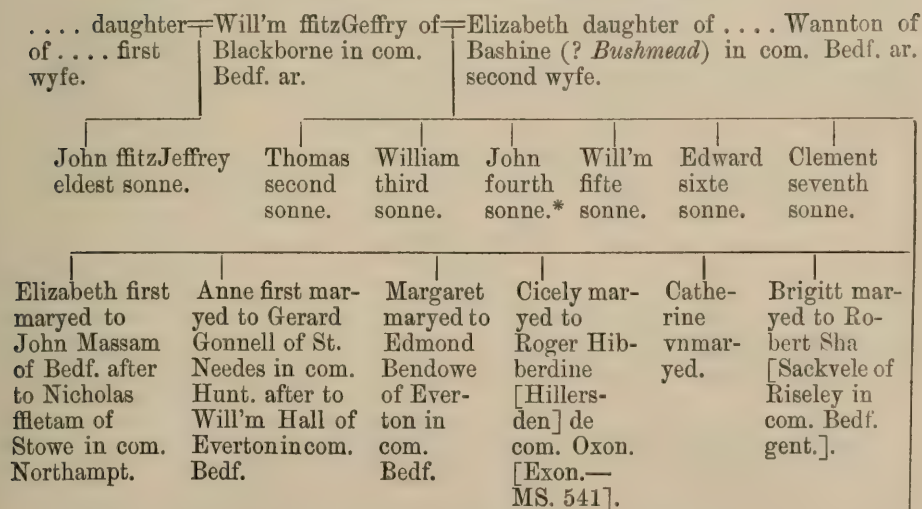 . . . . daughter
of . . . . first
wyfe.
Will'm ffitzGeffry of
Blackborne in com.
Bedf. ar.
Elizabeth daughter of . . . . Wannton of
Bashine (? Bushmead) in com. Bedf. ar.
second wyfe.
John ffitzJeffrey
eldest sonne.
Thomas
second
sonne.
William
third
sonne.
John
fourth
sonne.*
Will'm
fifte
sonne.
Edward
sixte
sonne.
Clement
seventh
sonne.
Elizabeth first
maryed to
John Massam
of Bedf. after
to Nicholas
ffletam of
Stowe in com.
Northampt.
Anne first mar-
yed to Gerard
Gonnell of St.
Needes in com.
Hunt. after to
Will'm Hall of
Everton in com.
Bedf.
Margaret
maryed to
Edmond
Bendowe
of Ever-
ton in
com.
Bedf.
Cicely mar-
yed to
Roger Hib-
berdine
[Hillers-
den] de
com. Oxon.
[Exon.—
MS. 541].
Cathe-
rine
vnmar-
yed.
Brigitt mar-
yed to Ro-
bert Sha
[Sackvele of
Riseley in
com. Bedf.
gent.].